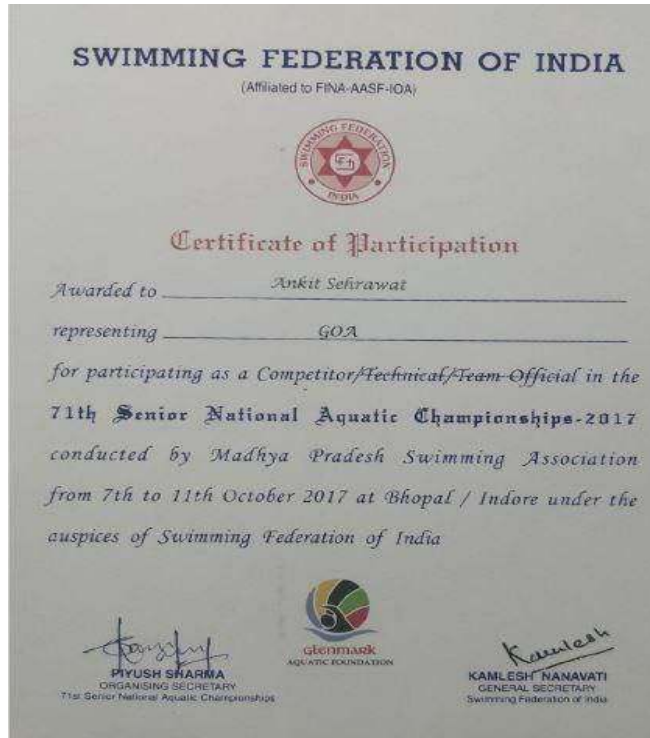 SWIMMING FEDERATION OF INDIA
(Affiliated to FINA-AASF-IOA)
SWIMMING FEDERATION
INDIA
Certificate of Participation
Awarded to Ankit Sehrawat
representing GOA
for participating as a Competitor/Technical/Team Official in the
71th Senior National Aquatic Championships-2017
conducted by Madhya Pradesh Swimming Association
from 7th to 11th October 2017 at Bhopal / Indore under the
auspices of Swimming Federation of India
glenmark
AQUATIC FOUNDATION
Kamlesh
PIYUSH SHARMA
ORGANISING SECRETARY
71st Senior National Aquatic Championships
KAMLESH NANAVATI
GENERAL SECRETARY
Swimming Federation of India